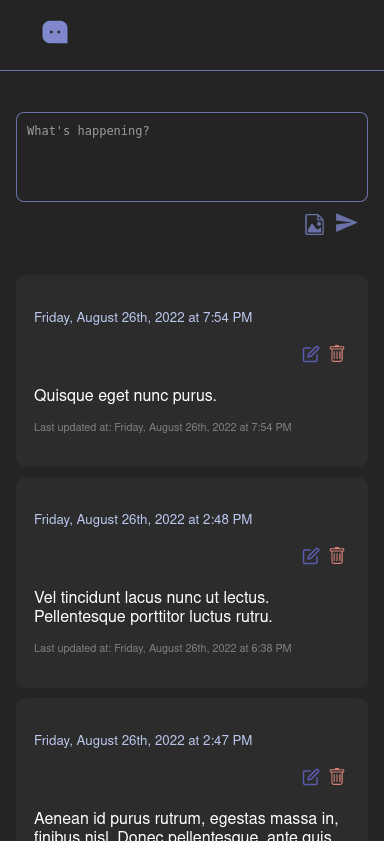 What's happening?
Friday, August 26th, 2022 at 7:54 PM
Quisque eget nunc purus.
Last updated at: Friday, August 26th, 2022 at 7:54 PM
Friday, August 26th, 2022 at 2:48 PM
Vel tincidunt lacus nunc ut lectus.
Pellentesque porttitor luctus rutru.
Last updated at: Friday, August 26th, 2022 at 6:38 PM
Friday, August 26th, 2022 at 2:47 PM
Aenean id purus rutrum, egestas massa in,
finibus nisl. Donec pellentesque, ante quis,